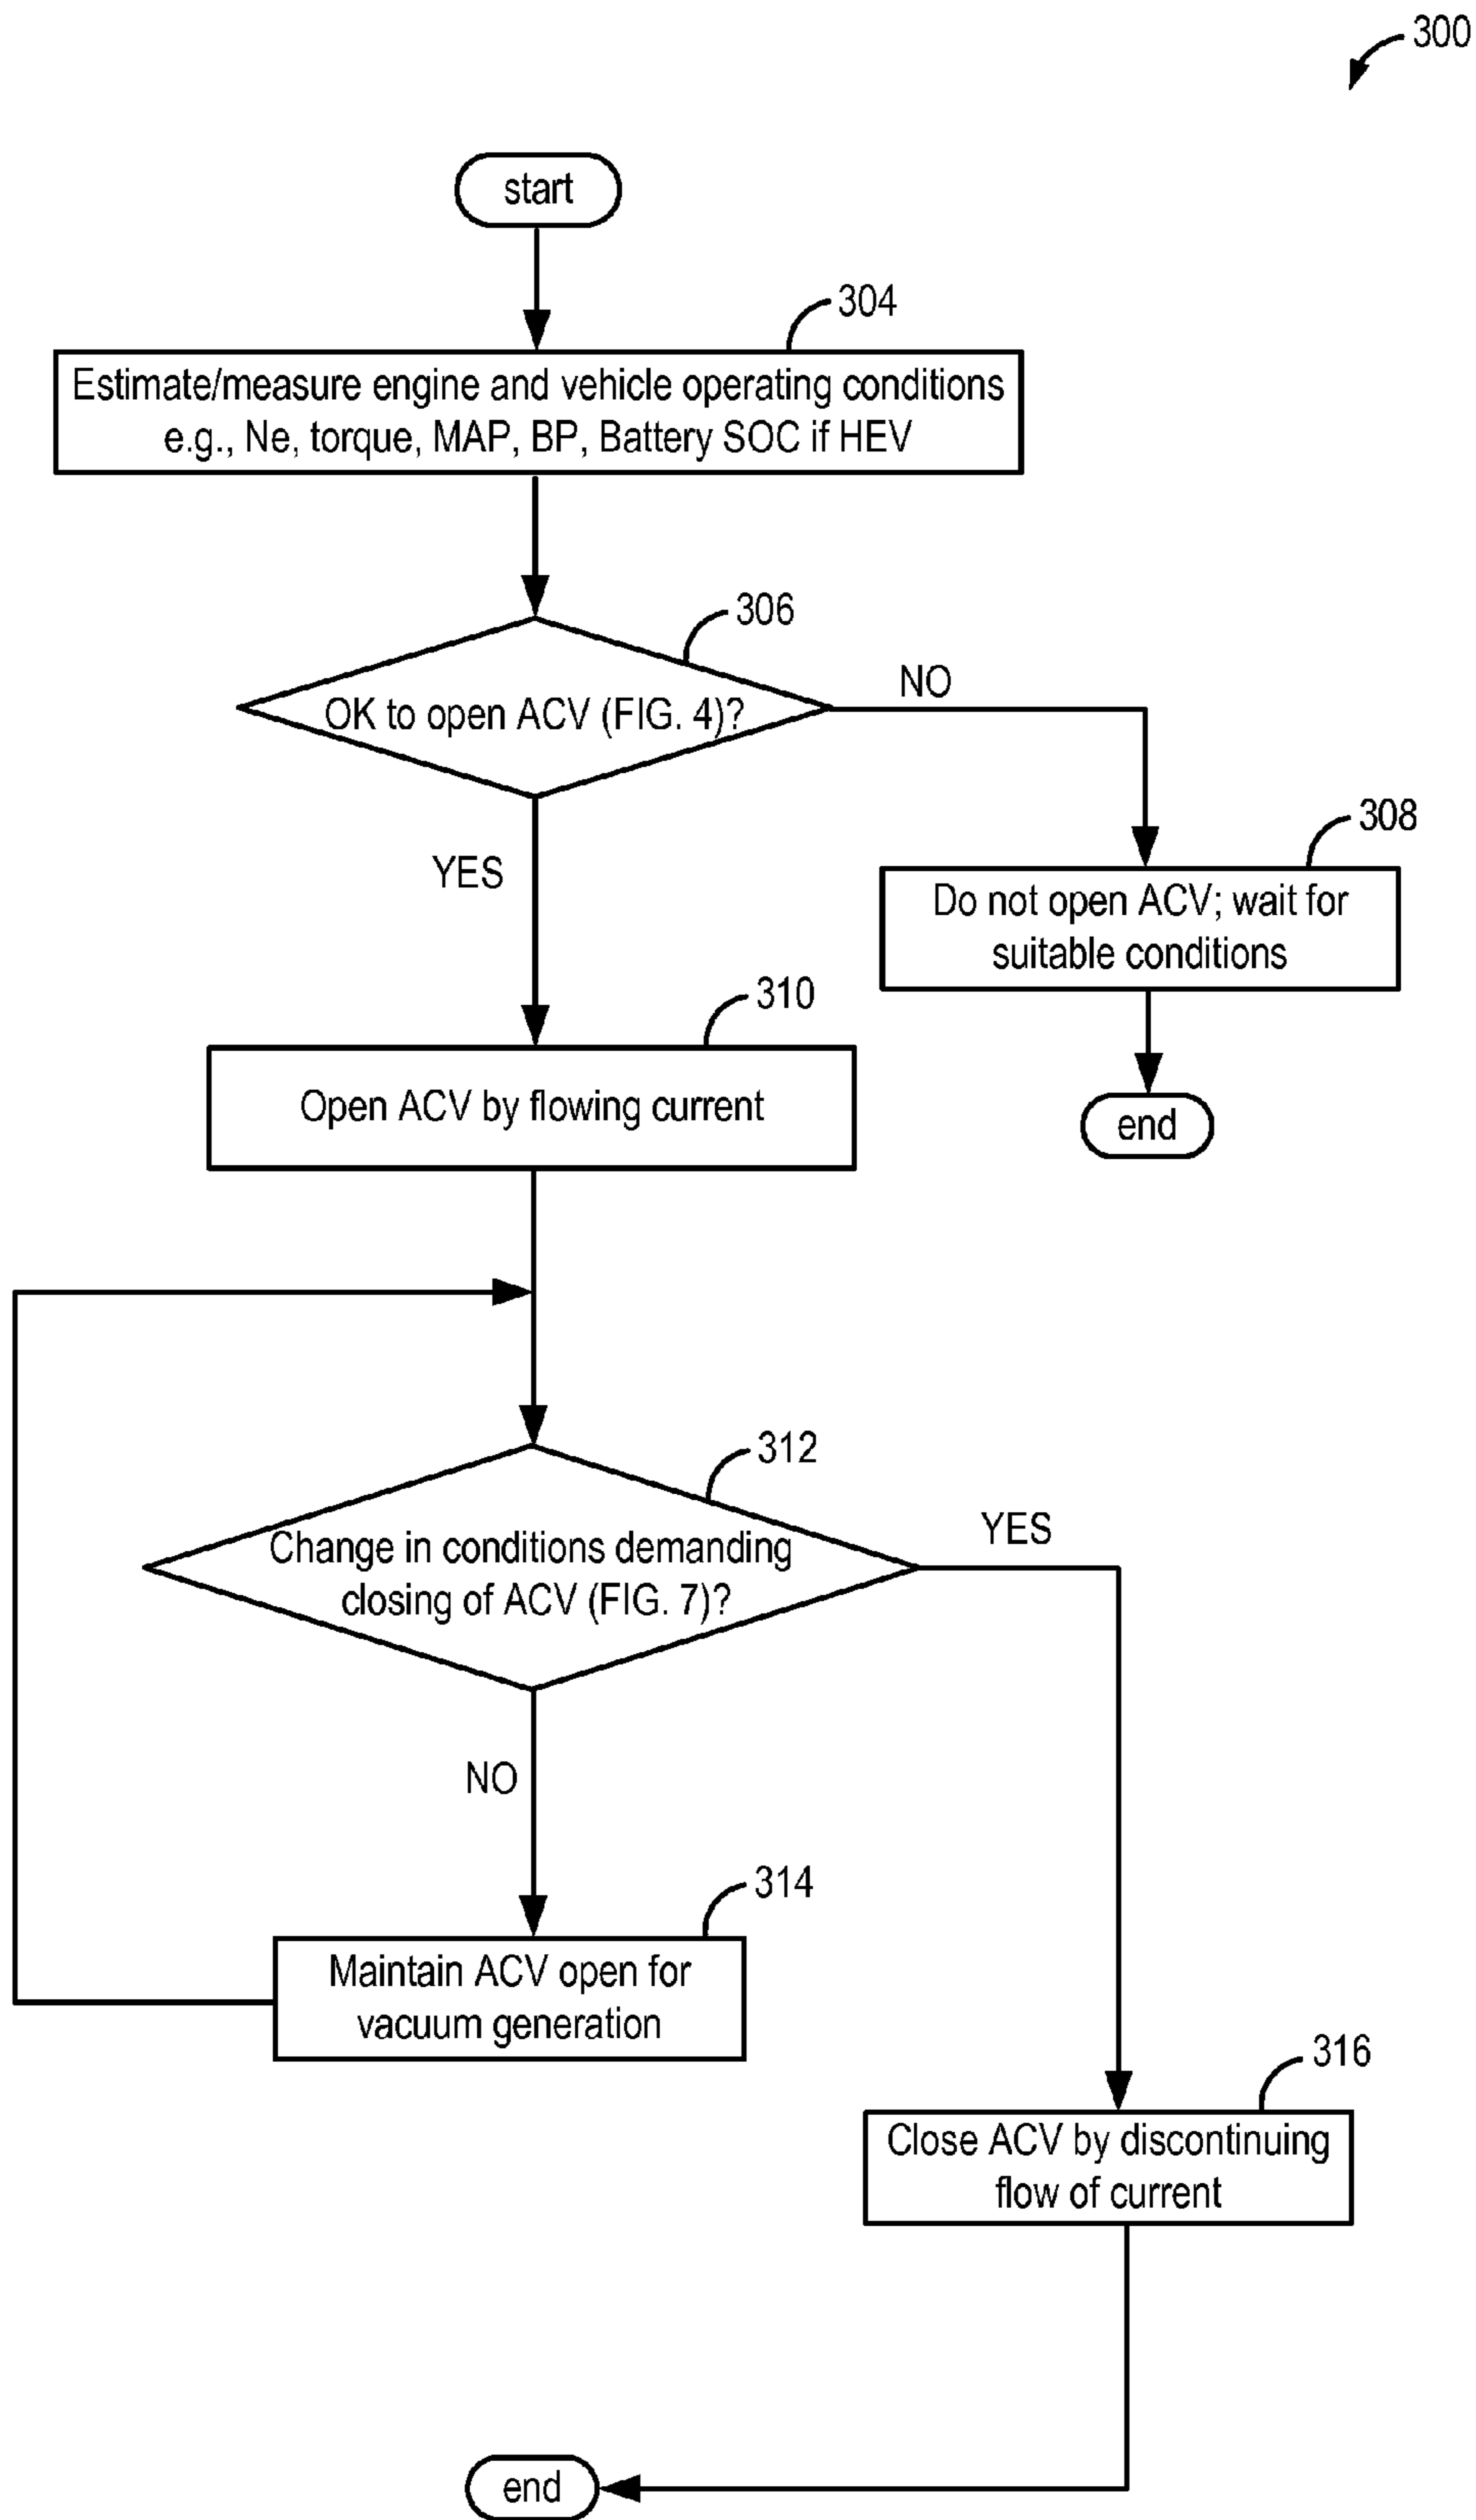 300
start
304
Estimate/measure engine and vehicle operating conditions
e.g., Ne, torque, MAP, BP, Battery SOC if HEV
306
OK to open ACV (FIG. 4)?
NO
YES
308
Do not open ACV; wait for
suitable conditions
end
310
Open ACV by flowing current
312
Change in conditions demanding
closing of ACV (FIG. 7)?
YES
NO
314
Maintain ACV open for
vacuum generation
316
Close ACV by discontinuing
flow of current
end